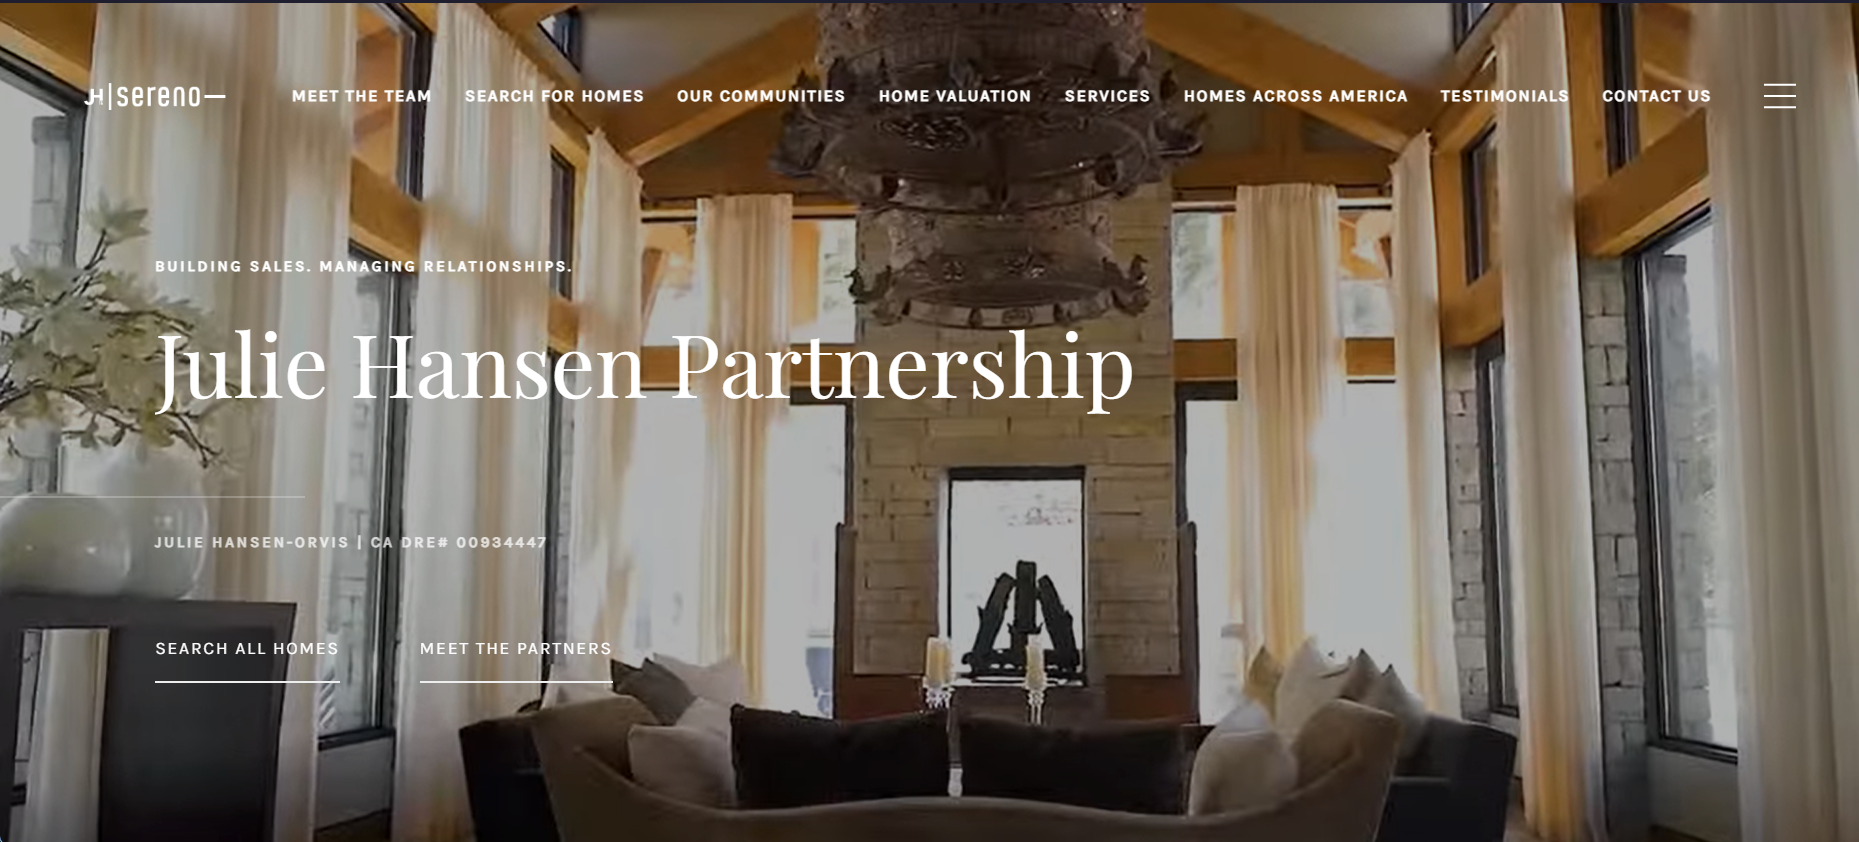 JH|sereno
MEET THE TEAM
SEARCH FOR HOMES
OUR COMMUNITIES
HOME VALUATION
SERVICES
HOMES ACROSS AMERICA
TESTIMONIALS
CONTACT US
BUILDING SALES. MANAGING RELATIONSHIPS.
Julie Hansen Partnership
JULIE HANSEN-ORVIS | CA DRE# 00934447
SEARCH ALL HOMES
MEET THE PARTNERS